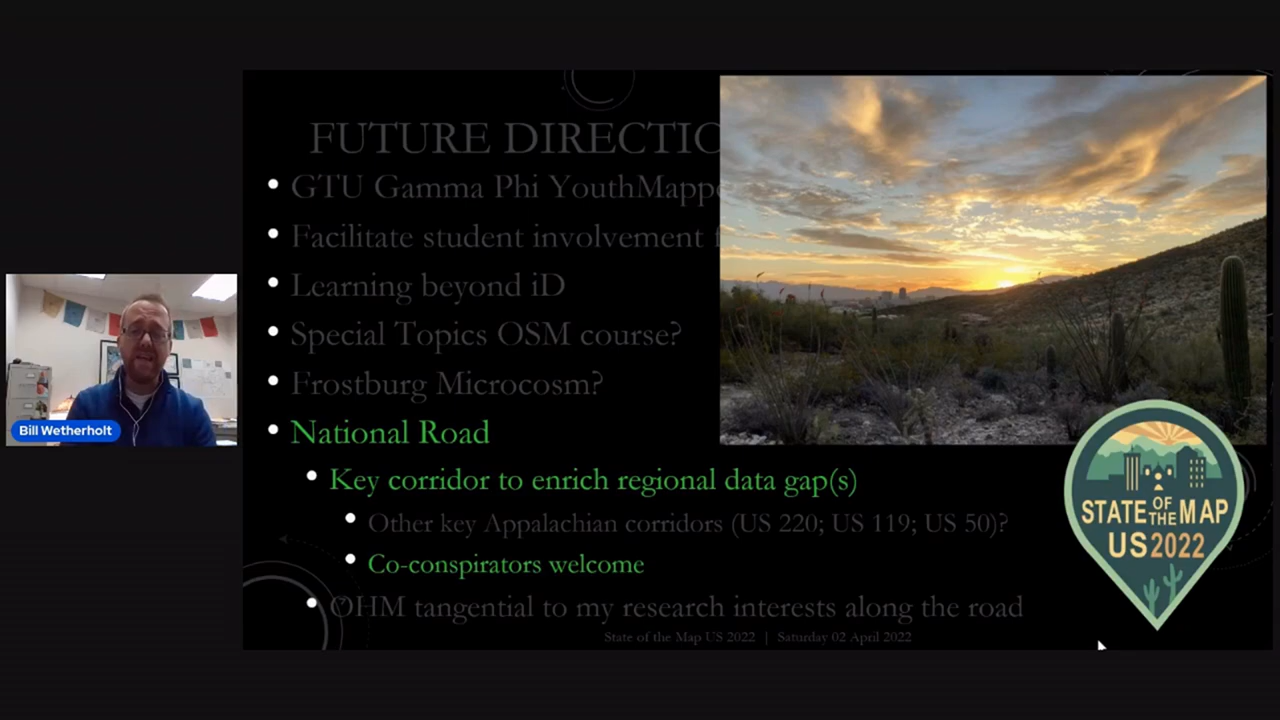 FUTURE DIRECTIO
GTU Gamma Phi YouthMappe
Facilitate student involvement f
Learning beyond iD
Special Topics OSM course?
Frostburg Microcosm?
National Road
Key corridor to enrich regional data gap(s)
Other key Appalachian corridors (US 220; US 119; US 50)?
Co-conspirators welcome
OHM tangential to my research interests along the road
State of the Map US 2022 | Saturday 02 April 2022
Bill Wetherholt
STATE OF THE MAP
US 2022